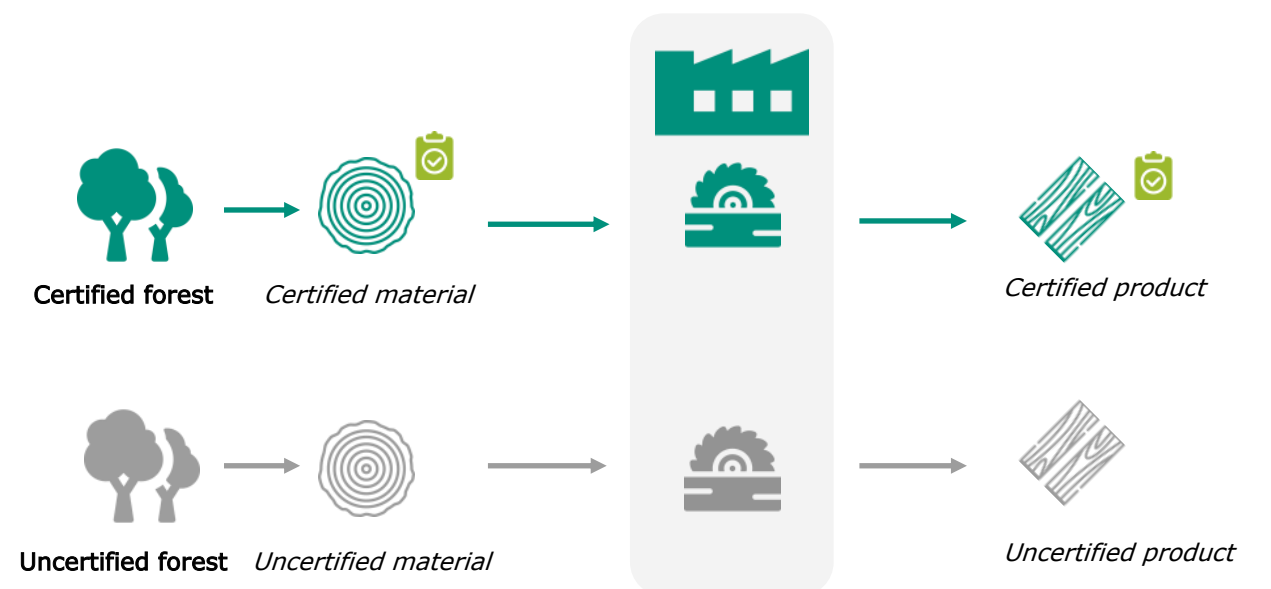 Certified forest
Certified material
Certified product
Uncertified forest
Uncertified material
Uncertified product